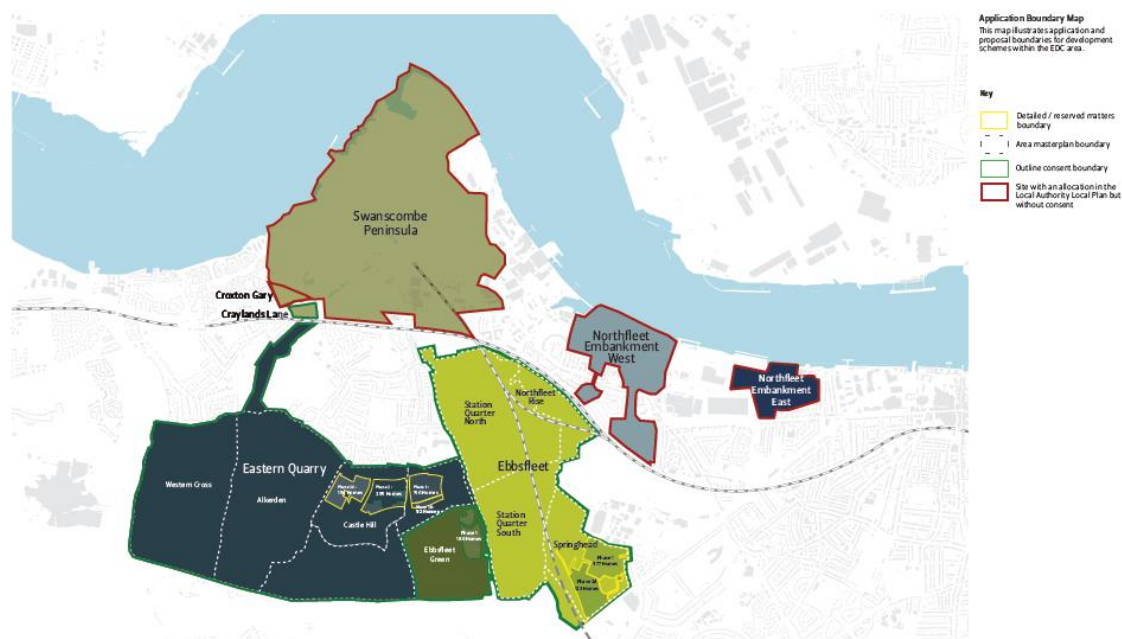 Application Boundary Map
This map illustrates application and
proposal boundaries for development
schemes within the EDC area.
Key
Detailed / reserved matters
boundary
Area masterplan boundary
Outline consent boundary
Site with an allocation in the
Local Authority Local Plan but
without consent
Swanscombe
Peninsula
Croxton Gary
Craylands Lane
Northfleet
Embankment
West
Northfleet
Embankment
East
Northfleet
Rise
Station
Quarter
North
Ebbsfleet
Eastern Quarry
Western Cross
Alkerden
Castle Hill
Station
Quarter
South
Ebbsfleet
Green
Springhead